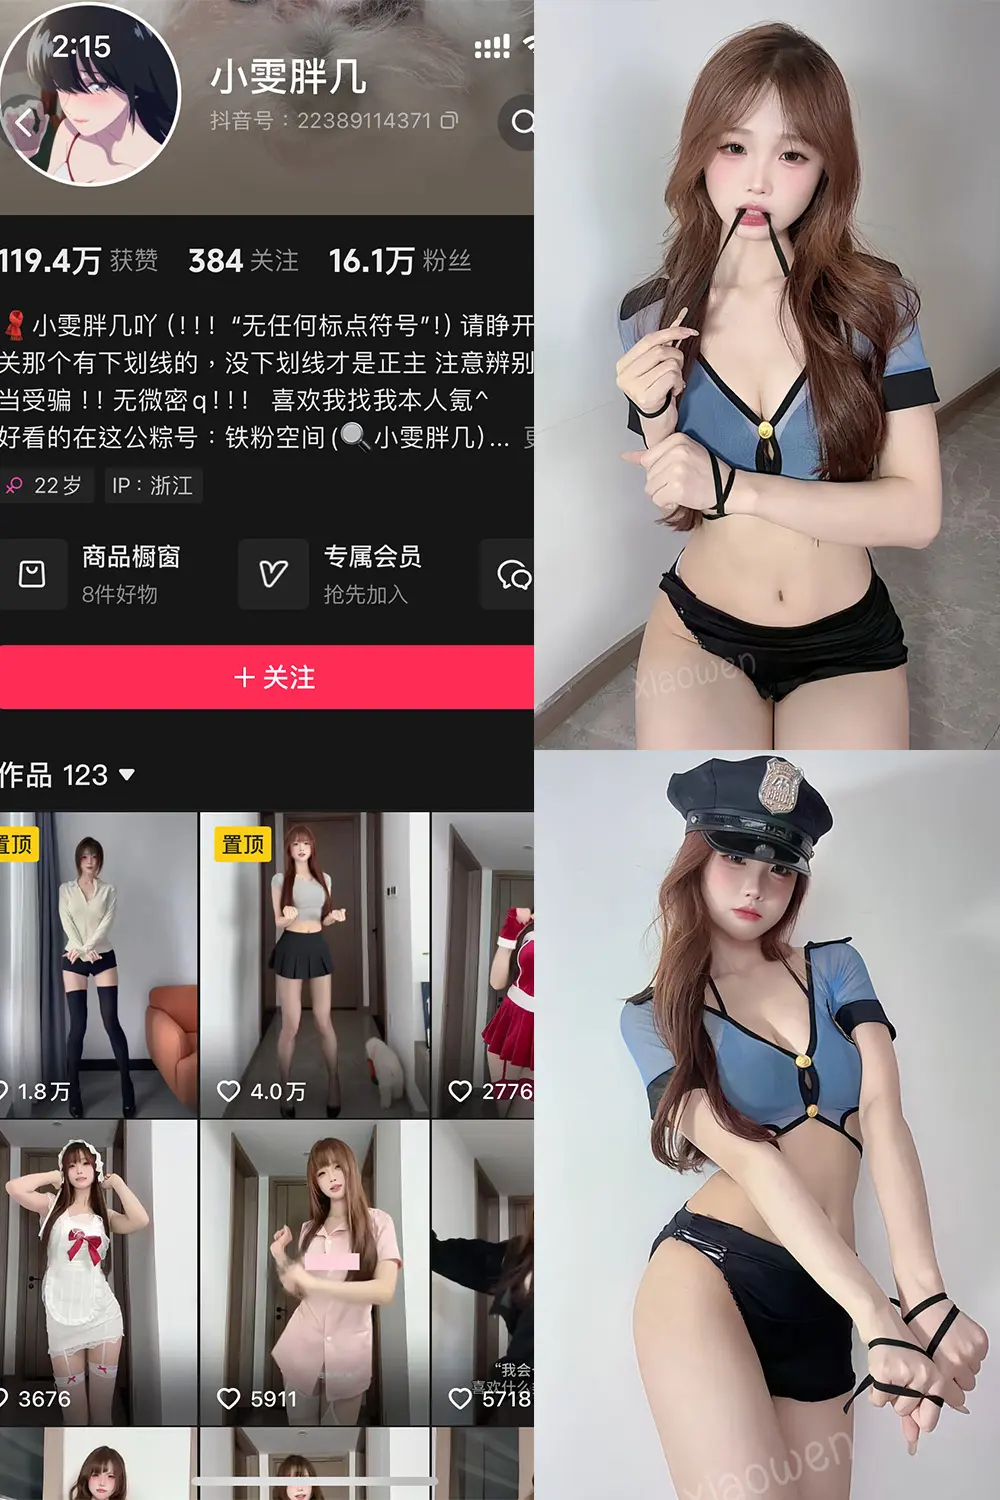 2:15
小雯胖几
抖音号：22389114371
119.4万 获赞 384 关注 16.1万 粉丝
小雯胖几吖 (!!! “无任何标点符号”!) 请睁开
关那个有下划线的，没下划线才是正主 注意辨别
当受骗 !! 无微密q!!! 喜欢我找我本人氪^
好看的在这公粽号：铁粉空间 (小雯胖几)...
22岁 IP：浙江
商品橱窗 专属会员
8件好物 抢先加入
+ 关注
作品 123
置顶 置顶
1.8万 4.0万 2776
“我会
喜欢什么
3676 5911 5718
xiaowen
xiaowen